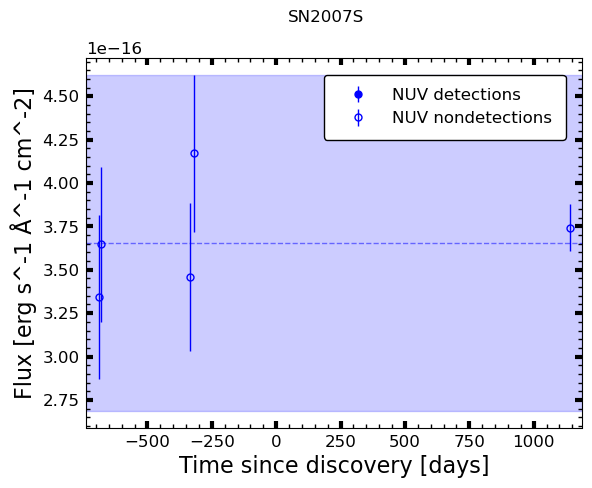 SN2007S
1e−16
NUV detections
NUV nondetections
4.50
4.25
4.00
3.75
3.50
3.25
3.00
2.75
Flux [erg s^-1 Å^-1 cm^-2]
−500 −250 0 250 500 750 1000
Time since discovery [days]